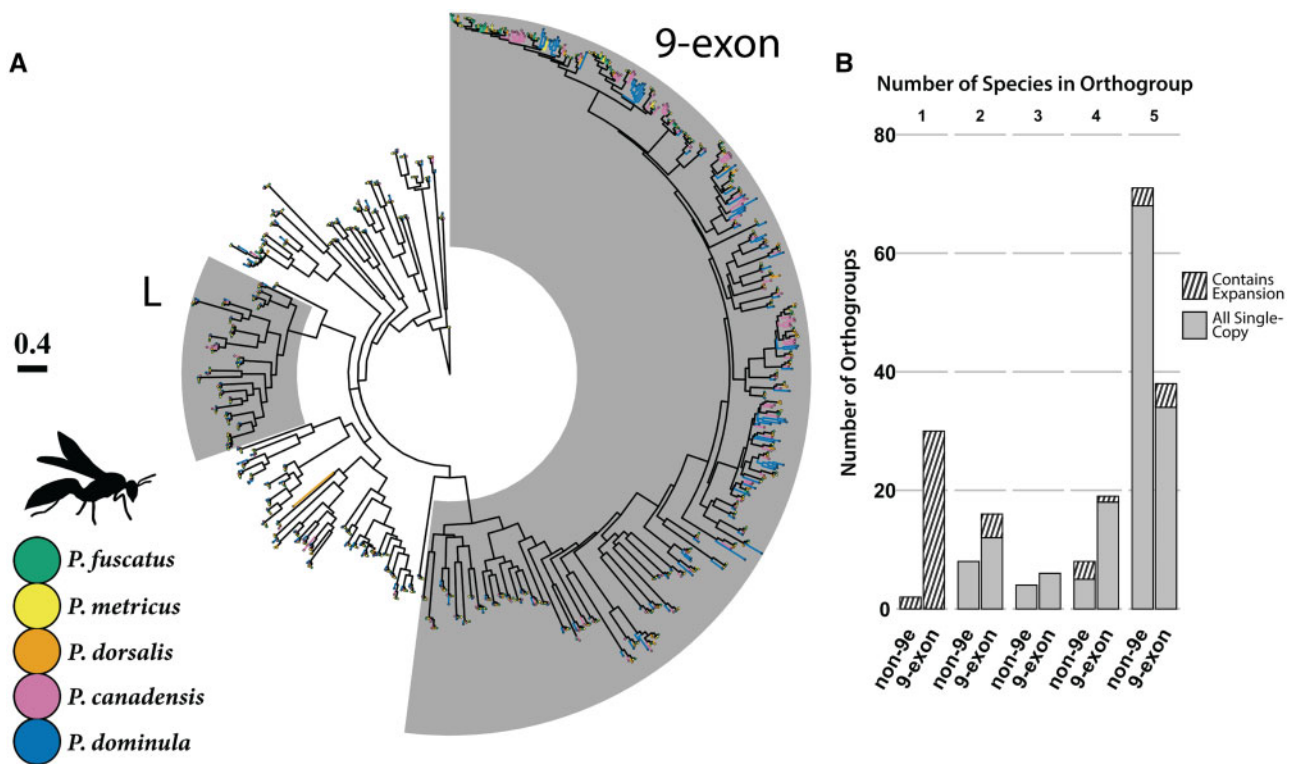 A
9-exon
L
0.4
P. fuscatus
P. metricus
P. dorsalis
P. canadensis
P. dominula
B
Number of Species in Orthogroup
1 2 3 4 5
80
60
40
20
0
Number of Orthogroups
Contains
Expansion
All Single-
Copy
non-9e 9-exon non-9e 9-exon non-9e 9-exon non-9e 9-exon non-9e 9-exon